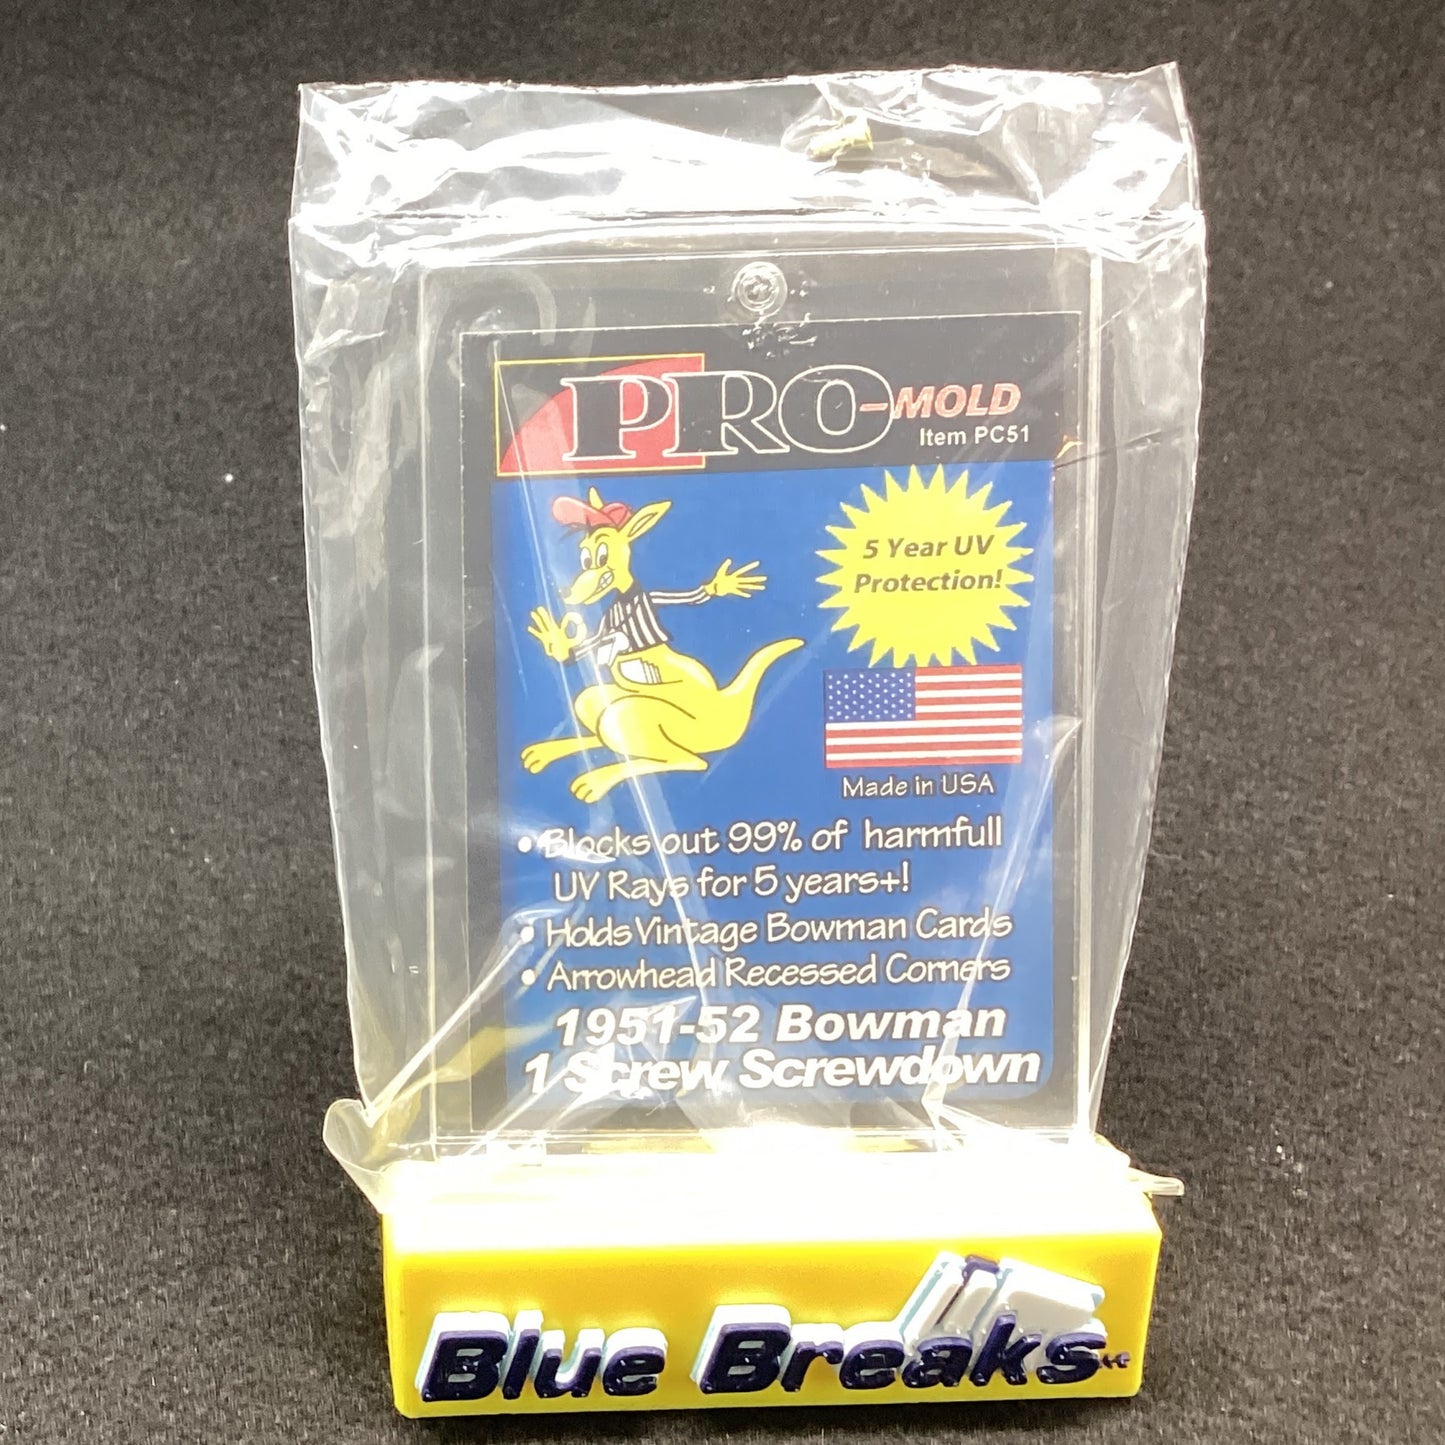 PRO-MOLD
Item PC51
5 Year UV
Protection!
Made in USA
• Blocks out 99% of harmfull
UV Rays for 5 years+!
• Holds Vintage Bowman Cards
• Arrowhead Recessed Corners
1951-52 Bowman
1 Screw Screwdown
Blue Breaks